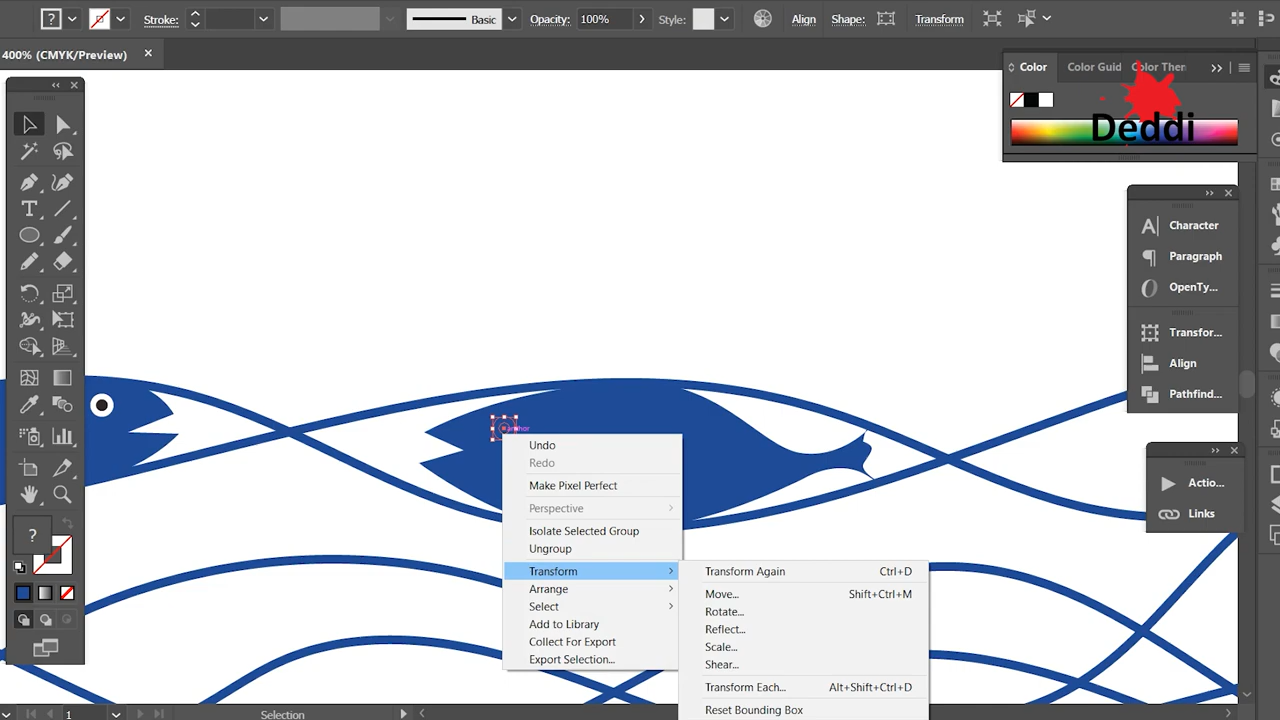 ? Stroke: Basic Opacity: 100% Style: Align Shape: Transform
400% (CMYK/Preview)
Color Color Guid Color Then
Deddi
Character
Paragraph
OpenTy...
Transfor...
Align
Pathfind...
Actio...
Links
anchor
Undo
Redo
Make Pixel Perfect
Perspective
Isolate Selected Group
Ungroup
Transform
Arrange
Select
Add to Library
Collect For Export
Export Selection...
Transform Again Ctrl+D
Move... Shift+Ctrl+M
Rotate...
Reflect...
Scale...
Shear...
Transform Each... Alt+Shift+Ctrl+D
Reset Bounding Box
?
1 Selection